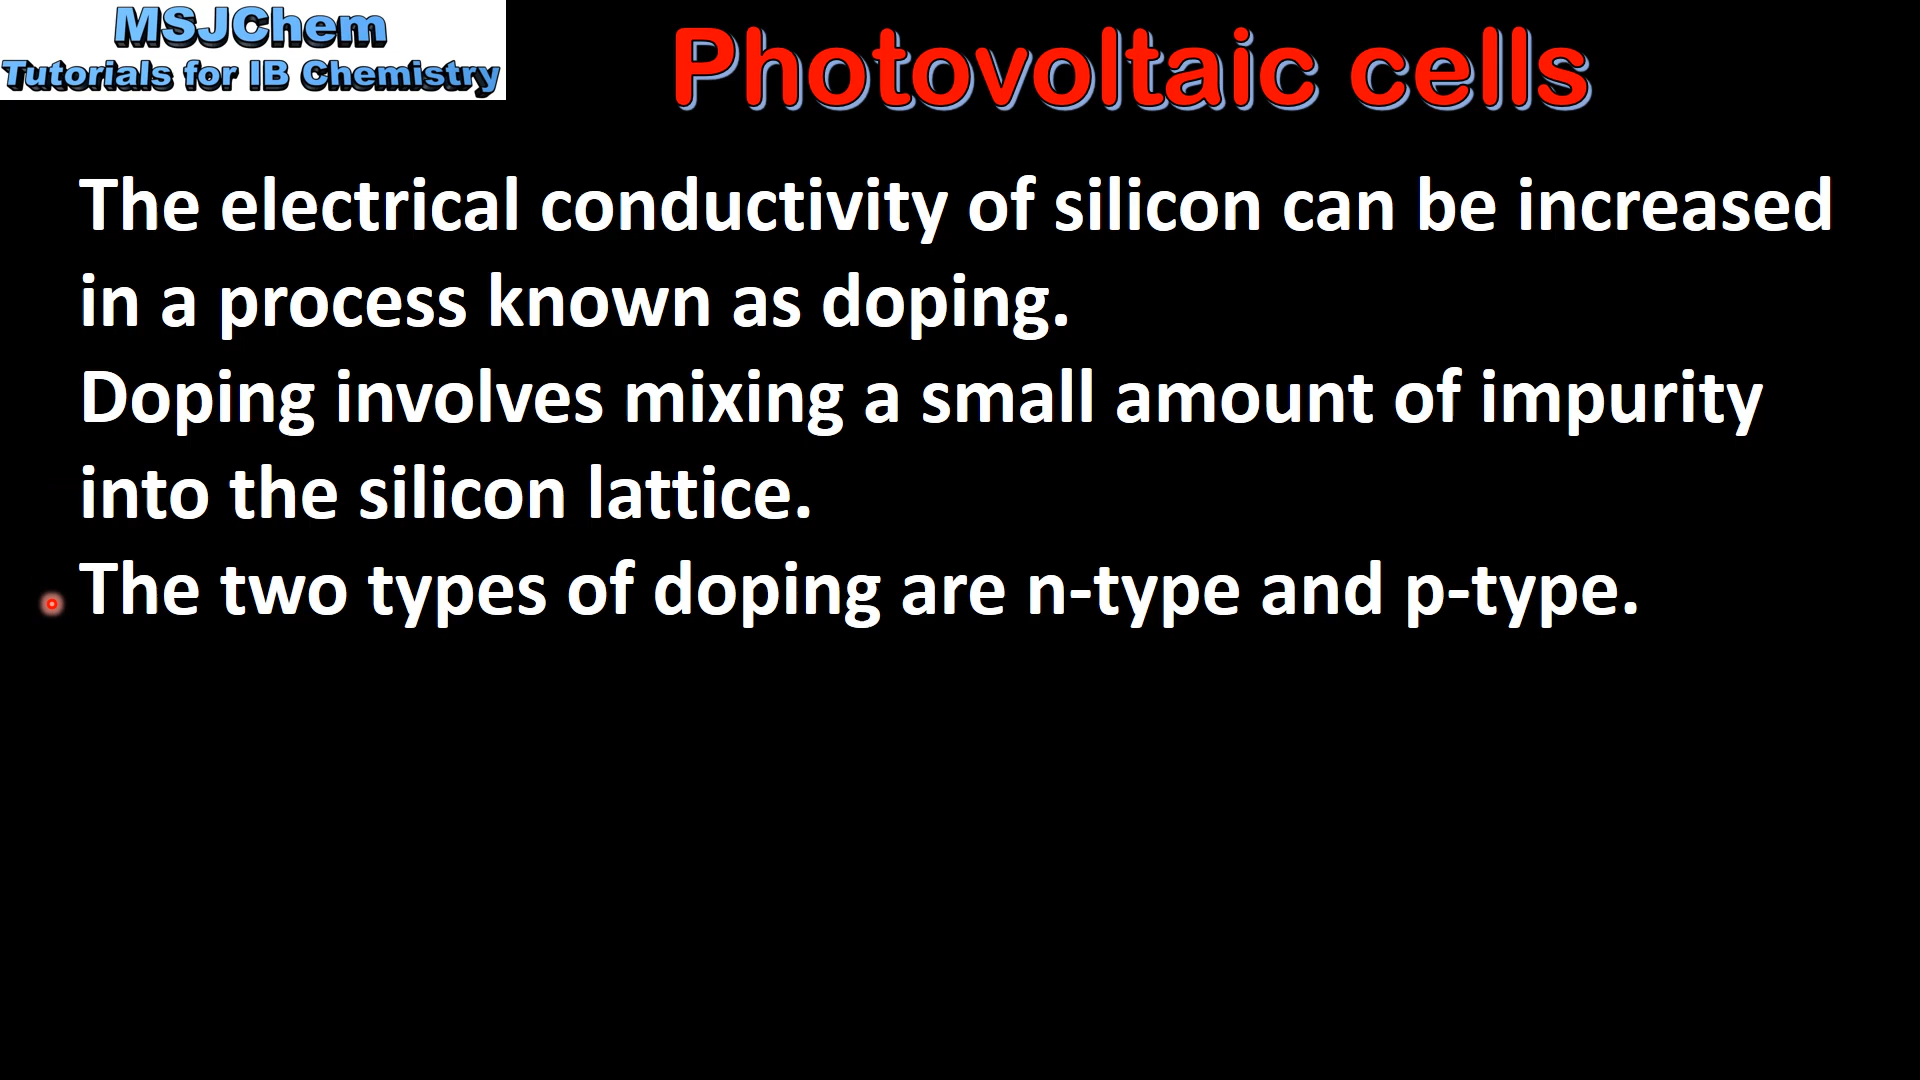 MSJChem
Tutorials for IB Chemistry
Photovoltaic cells
The electrical conductivity of silicon can be increased
in a process known as doping.
Doping involves mixing a small amount of impurity
into the silicon lattice.
The two types of doping are n-type and p-type.